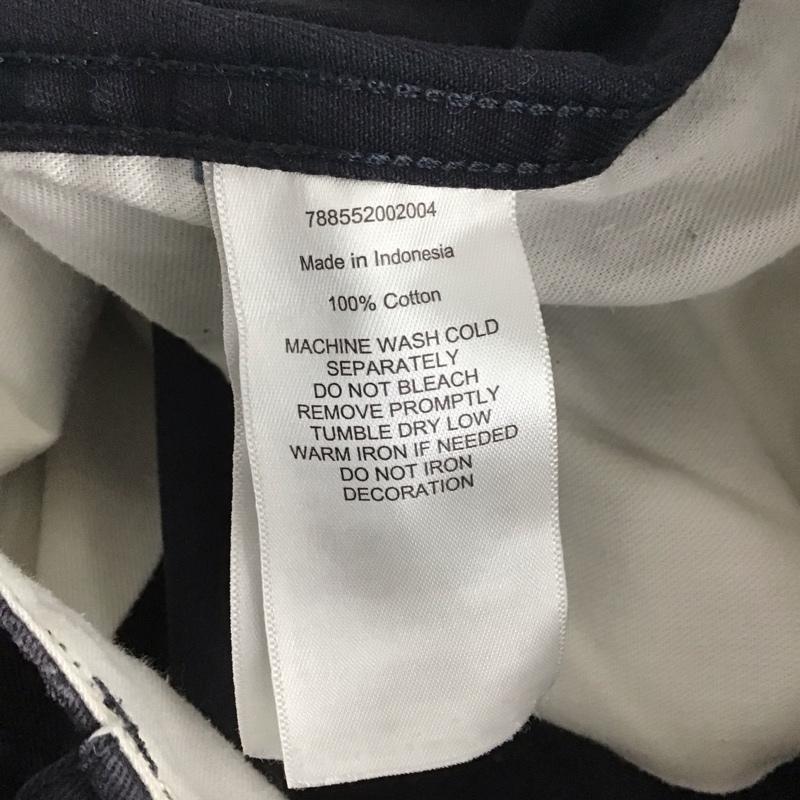 788552002004
Made in Indonesia
100% Cotton
MACHINE WASH COLD
SEPARATELY
DO NOT BLEACH
REMOVE PROMPTLY
TUMBLE DRY LOW
WARM IRON IF NEEDED
DO NOT IRON
DECORATION